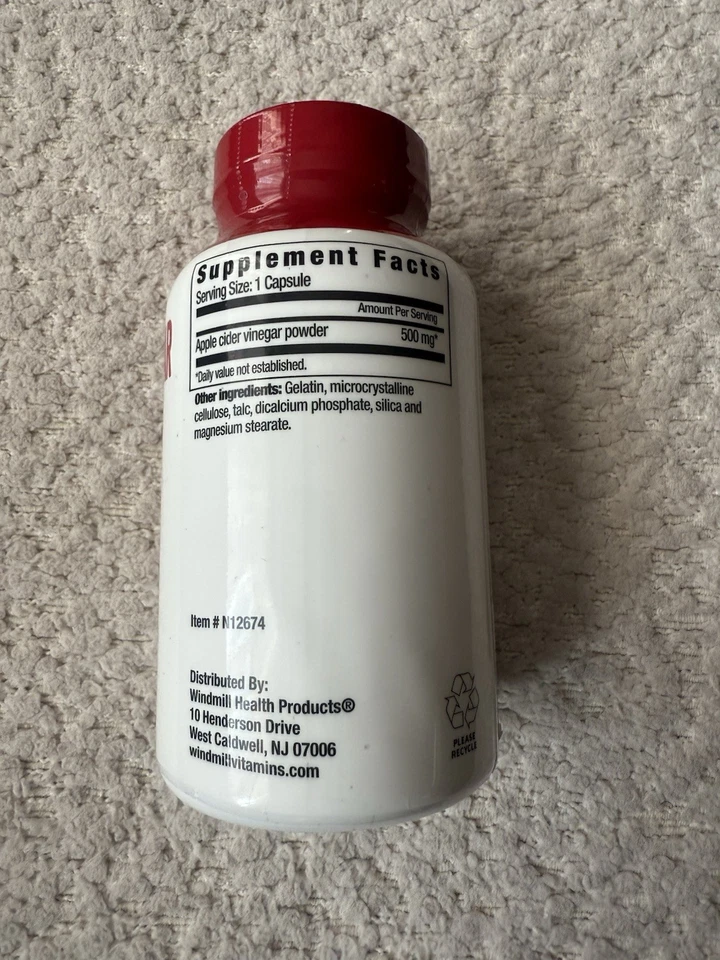 Supplement Facts
Serving Size: 1 Capsule
Amount Per Serving
Apple cider vinegar powder 500 mg*
*Daily value not established.
Other ingredients: Gelatin, microcrystalline
cellulose, talc, dicalcium phosphate, silica and
magnesium stearate.
R
Item # N12674
Distributed By:
Windmill Health Products®
10 Henderson Drive
West Caldwell, NJ 07006
windmillvitamins.com
PLEASE
RECYCLE